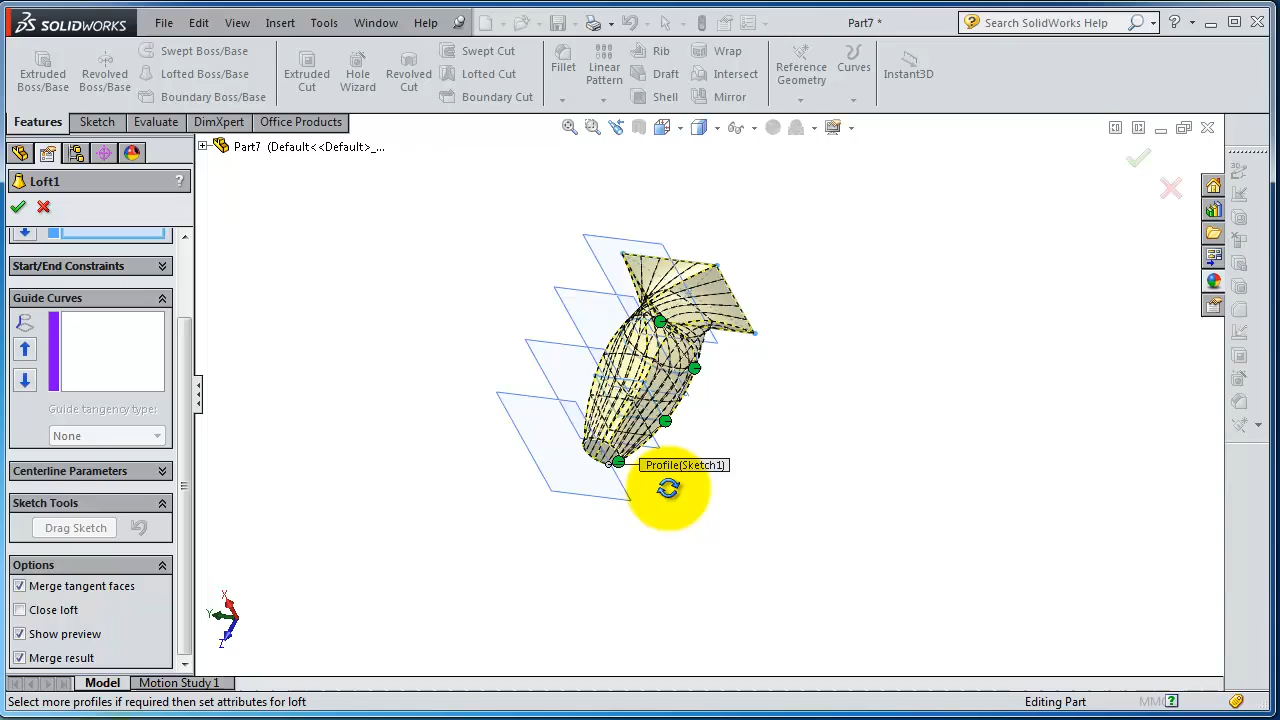 SOLIDWORKS File Edit View Insert Tools Window Help Part7 * Search SolidWorks Help
Extruded Boss/Base
Revolved Boss/Base
Swept Boss/Base
Lofted Boss/Base
Boundary Boss/Base
Extruded Cut
Hole Wizard
Revolved Cut
Swept Cut
Lofted Cut
Boundary Cut
Fillet
Linear Pattern
Rib
Draft
Shell
Wrap
Intersect
Mirror
Reference Geometry
Curves
Instant3D
Features Sketch Evaluate DimXpert Office Products
Part7 (Default<<Default>_...
Loft1 ?
Start/End Constraints
Guide Curves
Guide tangency type:
None
Centerline Parameters
Sketch Tools
Drag Sketch
Options
Merge tangent faces
Close loft
Show preview
Merge result
Profile(Sketch1)
X
Y
Z
Model Motion Study 1
Select more profiles if required then set attributes for loft Editing Part MM